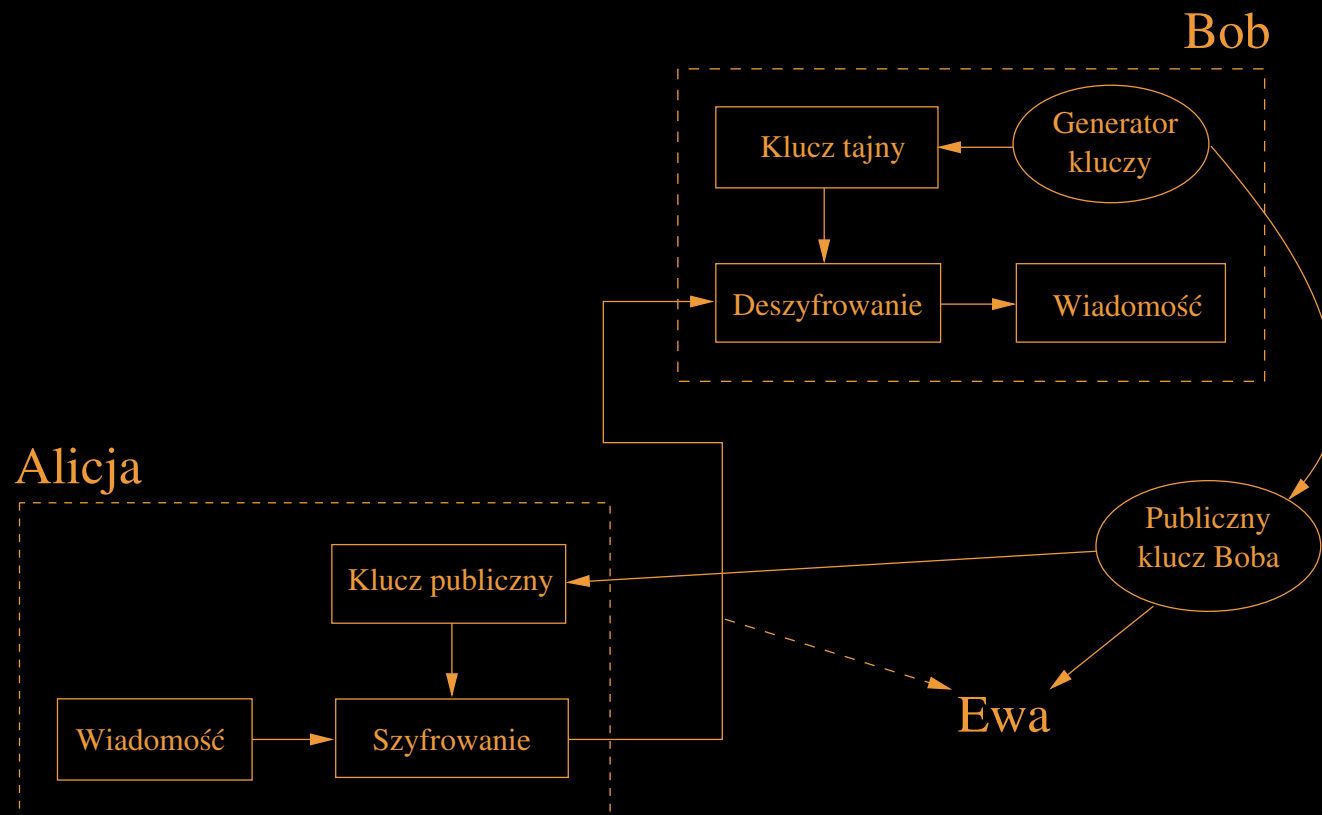 Bob
Generator
kluczy
Klucz tajny
Deszyfrowanie
Wiadomość
Alicja
Publiczny
klucz Boba
Klucz publiczny
Ewa
Wiadomość
Szyfrowanie